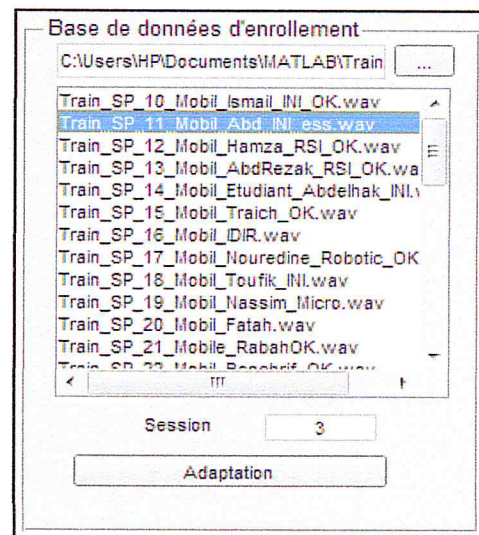 Base de données d'enrollement
C:\Users\HP\Documents\MATLAB\Train
...
Train_SP_10_Mobil_Ismail_INI_OK.wav
Train_SP_11_Mobil_Abd_INI_ess.wav
Train_SP_12_Mobil_Hamza_RSI_OK.wav
Train_SP_13_Mobil_AbdRezak_RSI_OK.wa
Train_SP_14_Mobil_Etudiant_Abdelhak_INI.
Train_SP_15_Mobil_Traich_OK.wav
Train_SP_16_Mobil_IDIR.wav
Train_SP_17_Mobil_Nouredine_Robotic_OK
Train_SP_18_Mobil_Toufik_INI.wav
Train_SP_19_Mobil_Nassim_Micro.wav
Train_SP_20_Mobil_Fatah.wav
Train_SP_21_Mobile_RabahOK.wav
Session 3
Adaptation